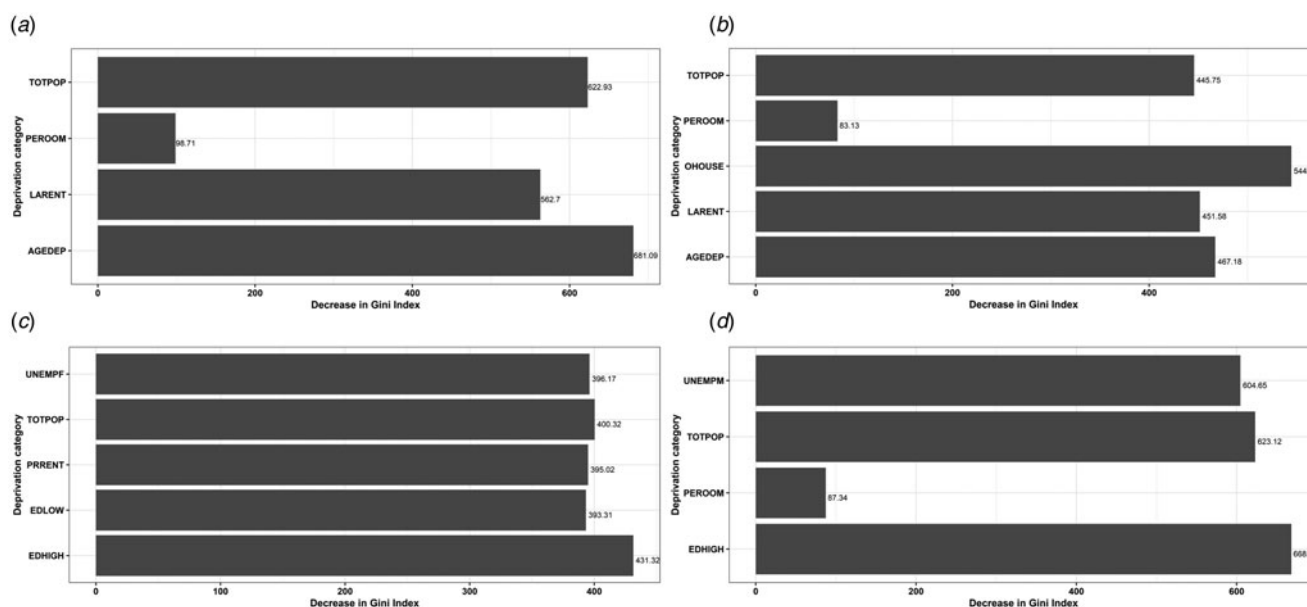 (a)
Deprivation category
TOTPOP
622.93
PEROOM
98.71
LARENT
562.7
AGEDEP
681.09
0
200
400
600
Decrease in Gini Index
(b)
Deprivation category
TOTPOP
445.75
PEROOM
83.13
OHOUSE
544
LARENT
451.58
AGEDEP
467.18
0
200
400
Decrease in Gini Index
(c)
Deprivation category
UNEMPF
396.17
TOTPOP
400.32
PRRENT
395.02
EDLOW
393.31
EDHIGH
431.32
0
100
200
300
400
Decrease in Gini Index
(d)
Deprivation category
UNEMPM
604.65
TOTPOP
623.12
PEROOM
87.34
EDHIGH
668
0
200
400
600
Decrease in Gini Index